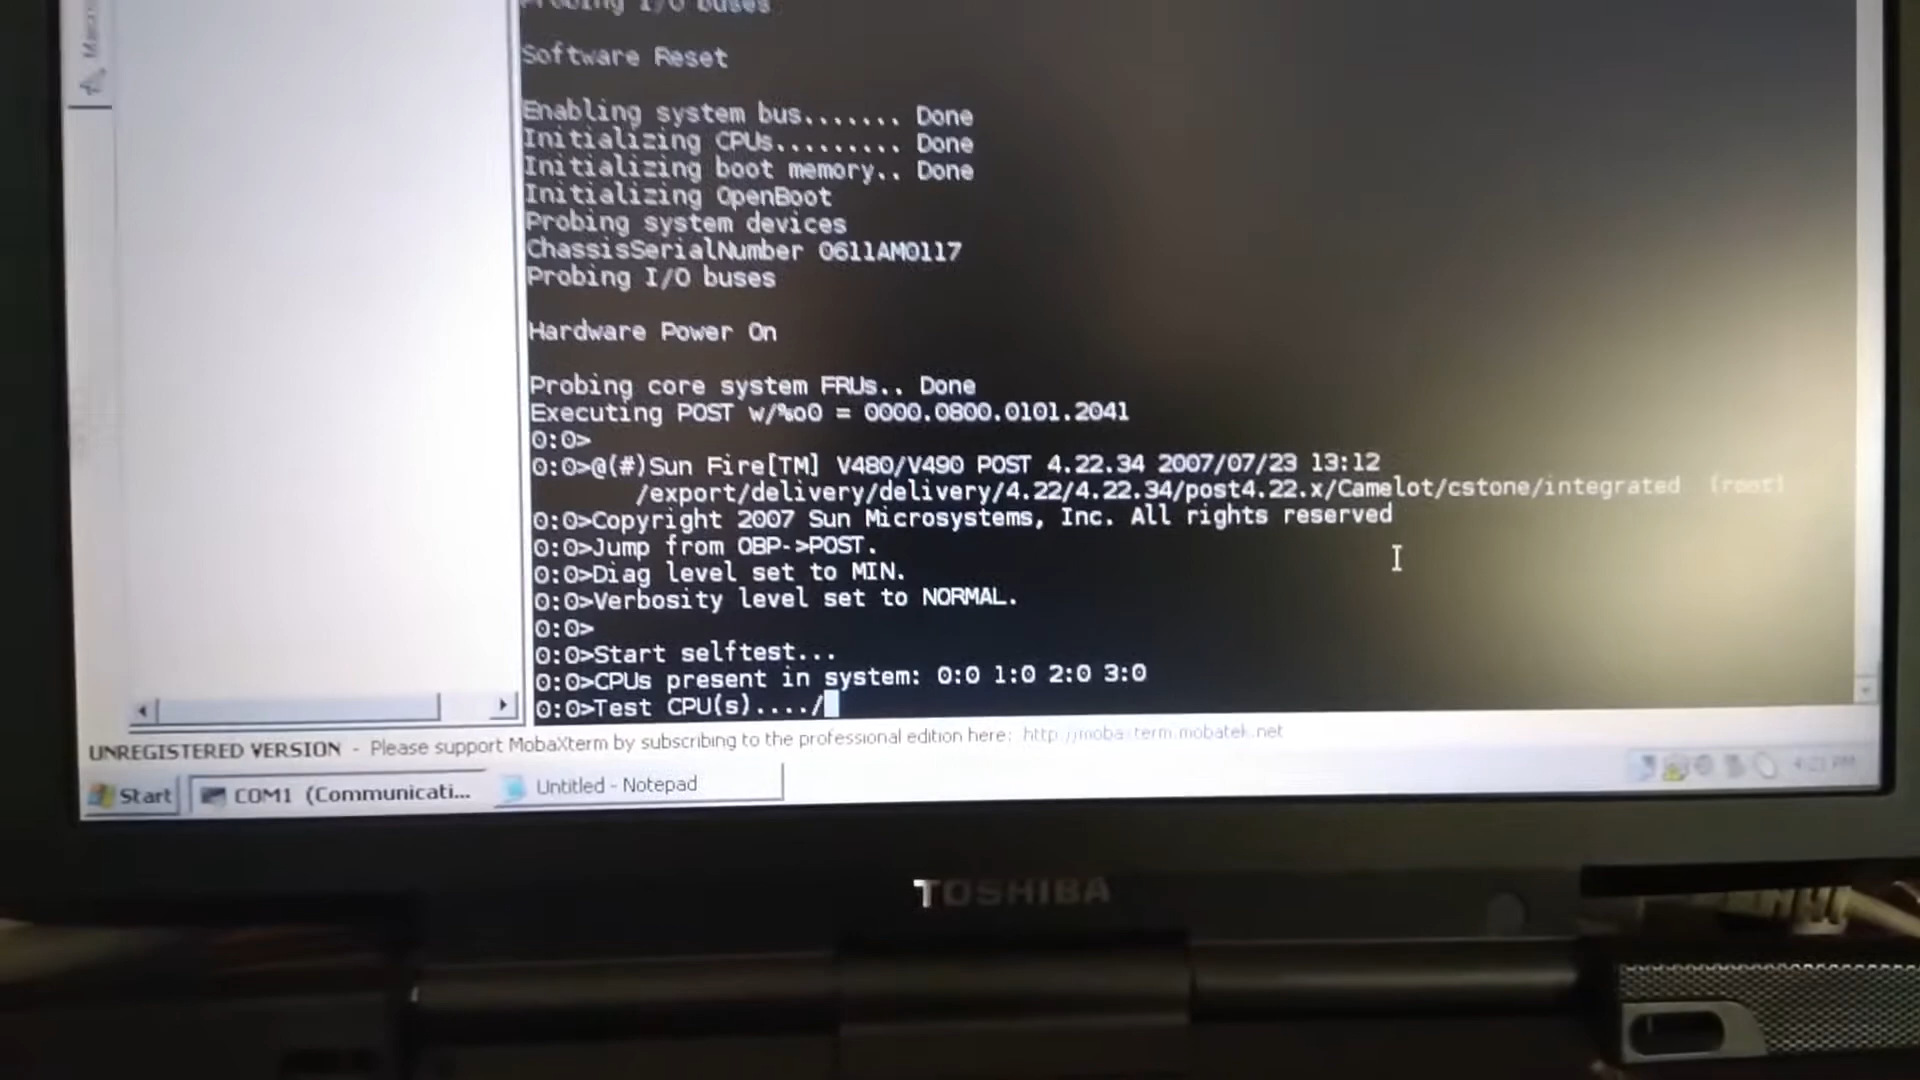 Probing I/O buses
Software Reset
Enabling system bus....... Done
Initializing CPUs......... Done
Initializing boot memory.. Done
Initializing OpenBoot
Probing system devices
ChassisSerialNumber 0611AM0117
Probing I/O buses
Hardware Power On
Probing core system FRUs.. Done
Executing POST w/%o0 = 0000.0800.0101.2041
0:0>
0:0>@(#)Sun Fire[TM] V480/V490 POST 4.22.34 2007/07/23 13:12
/export/delivery/delivery/4.22/4.22.34/post4.22.x/Camelot/cstone/integrated (root)
0:0>Copyright 2007 Sun Microsystems, Inc. All rights reserved
0:0>Jump from OBP->POST.
0:0>Diag level set to MIN.
0:0>Verbosity level set to NORMAL.
0:0>
0:0>Start selftest...
0:0>CPUs present in system: 0:0 1:0 2:0 3:0
0:0>Test CPU(s)..../
UNREGISTERED VERSION - Please support MobaXterm by subscribing to the professional edition here: http://mobaxterm.mobatek.net
Start COM1 (Communicati... Untitled - Notepad
TOSHIBA